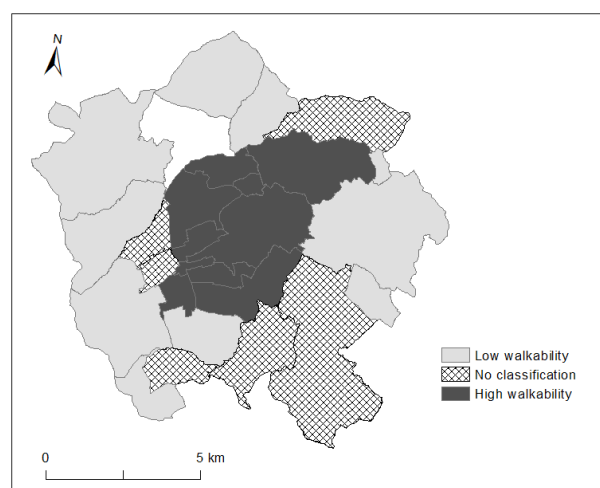 N
Low walkability
No classification
High walkability
0 5 km